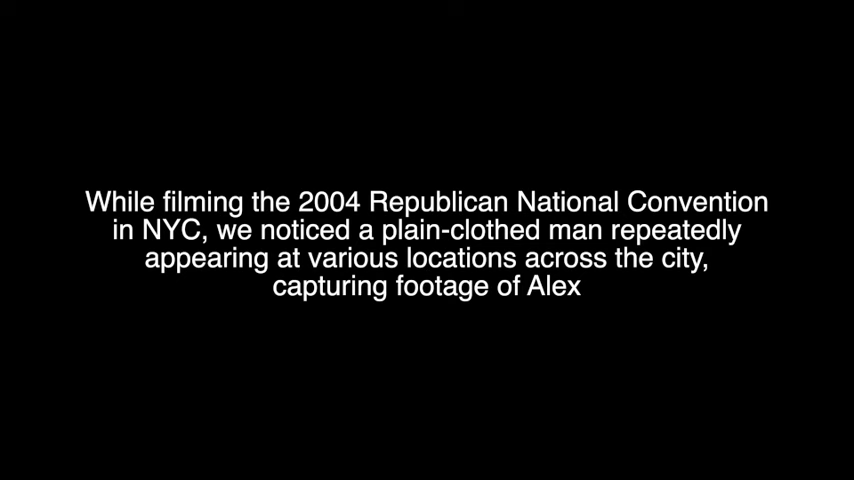 While filming the 2004 Republican National Convention
in NYC, we noticed a plain-clothed man repeatedly
appearing at various locations across the city,
capturing footage of Alex